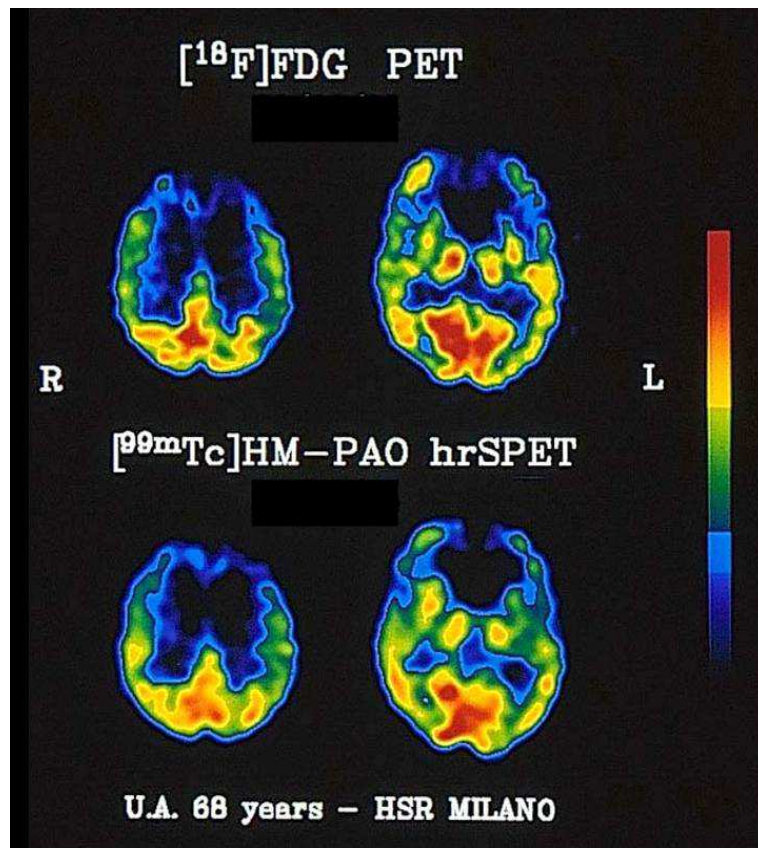 [¹⁸F]FDG PET
R
L
[⁹⁹ᵐTc]HM-PAO hrSPET
U.A. 68 years - HSR MILANO